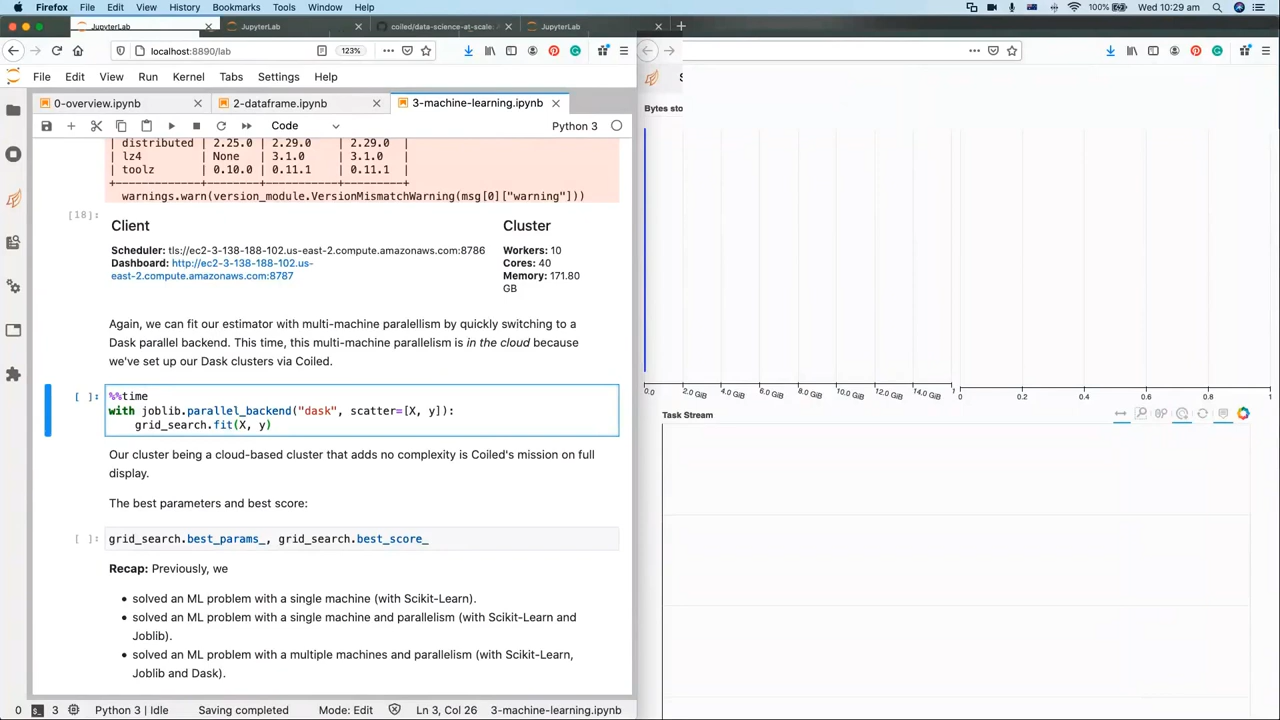 Firefox File Edit View History Bookmarks Tools Window Help 100% Wed 10:29 am
JupyterLab JupyterLab coiled/data-science-at-scale: JupyterLab
localhost:8890/lab 123%
File Edit View Run Kernel Tabs Settings Help
0-overview.ipynb 2-dataframe.ipynb 3-machine-learning.ipynb
Code Python 3
| distributed | 2.25.0 | 2.29.0 | 2.29.0 |
| lz4 | None | 3.1.0 | 3.1.0 |
| toolz | 0.10.0 | 0.11.1 | 0.11.1 |
+-------------+--------+--------+---------+
warnings.warn(version_module.VersionMismatchWarning(msg[0]["warning"]))
[18]:
Client
Scheduler: tls://ec2-3-138-188-102.us-east-2.compute.amazonaws.com:8786
Dashboard: http://ec2-3-138-188-102.us-
east-2.compute.amazonaws.com:8787
Cluster
Workers: 10
Cores: 40
Memory: 171.80
GB
Again, we can fit our estimator with multi-machine paralellism by quickly switching to a
Dask parallel backend. This time, this multi-machine parallelism is in the cloud because
we've set up our Dask clusters via Coiled.
[ ]: %%time
with joblib.parallel_backend("dask", scatter=[X, y]):
grid_search.fit(X, y)
Our cluster being a cloud-based cluster that adds no complexity is Coiled's mission on full
display.
The best parameters and best score:
[ ]: grid_search.best_params_, grid_search.best_score_
Recap: Previously, we
• solved an ML problem with a single machine (with Scikit-Learn).
• solved an ML problem with a single machine and parallelism (with Scikit-Learn and
Joblib).
• solved an ML problem with a multiple machines and parallelism (with Scikit-Learn,
Joblib and Dask).
0 3 Python 3 | Idle Saving completed Mode: Edit Ln 3, Col 26 3-machine-learning.ipynb
Bytes sto
0.0 2.0 GiB 4.0 GiB 6.0 GiB 8.0 GiB 10.0 GiB 12.0 GiB 14.0 GiB
0 0.2 0.4 0.6 0.8 1
Task Stream